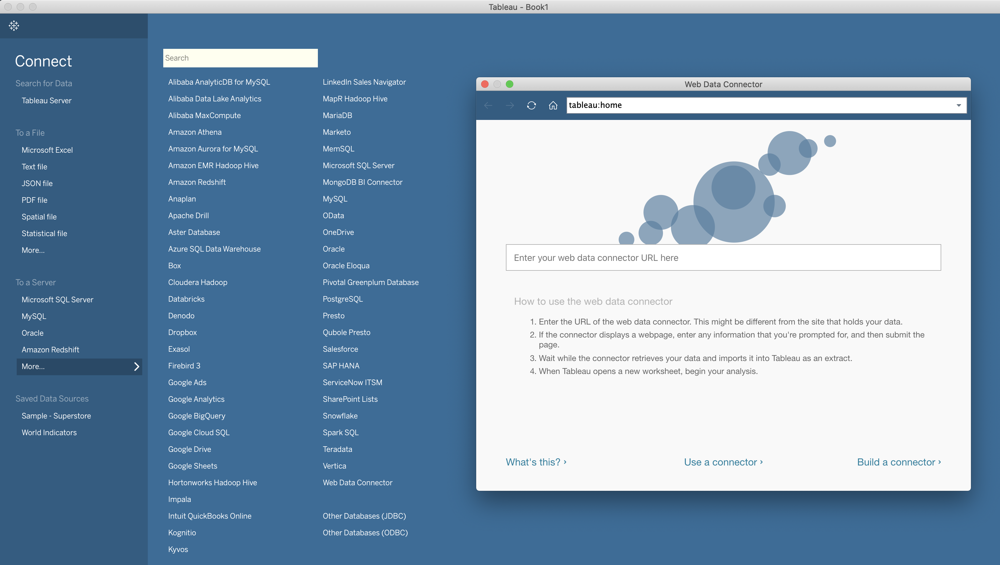 Tableau - Book1
Connect
Search for Data
Tableau Server
To a File
Microsoft Excel
Text file
JSON file
PDF file
Spatial file
Statistical file
More...
To a Server
Microsoft SQL Server
MySQL
Oracle
Amazon Redshift
More...
Saved Data Sources
Sample - Superstore
World Indicators
Search
Alibaba AnalyticDB for MySQL
Alibaba Data Lake Analytics
Alibaba MaxCompute
Amazon Athena
Amazon Aurora for MySQL
Amazon EMR Hadoop Hive
Amazon Redshift
Anaplan
Apache Drill
Aster Database
Azure SQL Data Warehouse
Box
Cloudera Hadoop
Databricks
Denodo
Dropbox
Exasol
Firebird 3
Google Ads
Google Analytics
Google BigQuery
Google Cloud SQL
Google Drive
Google Sheets
Hortonworks Hadoop Hive
Impala
Intuit QuickBooks Online
Kognitio
Kyvos
LinkedIn Sales Navigator
MapR Hadoop Hive
MariaDB
Marketo
MemSQL
Microsoft SQL Server
MongoDB BI Connector
MySQL
OData
OneDrive
Oracle
Oracle Eloqua
Pivotal Greenplum Database
PostgreSQL
Presto
Qubole Presto
Salesforce
SAP HANA
ServiceNow ITSM
SharePoint Lists
Snowflake
Spark SQL
Teradata
Vertica
Web Data Connector
Other Databases (JDBC)
Other Databases (ODBC)
Web Data Connector
tableau:home
Enter your web data connector URL here
How to use the web data connector
1. Enter the URL of the web data connector. This might be different from the site that holds your data.
2. If the connector displays a webpage, enter any information that you're prompted for, and then submit the
page.
3. Wait while the connector retrieves your data and imports it into Tableau as an extract.
4. When Tableau opens a new worksheet, begin your analysis.
What's this? ›
Use a connector ›
Build a connector ›